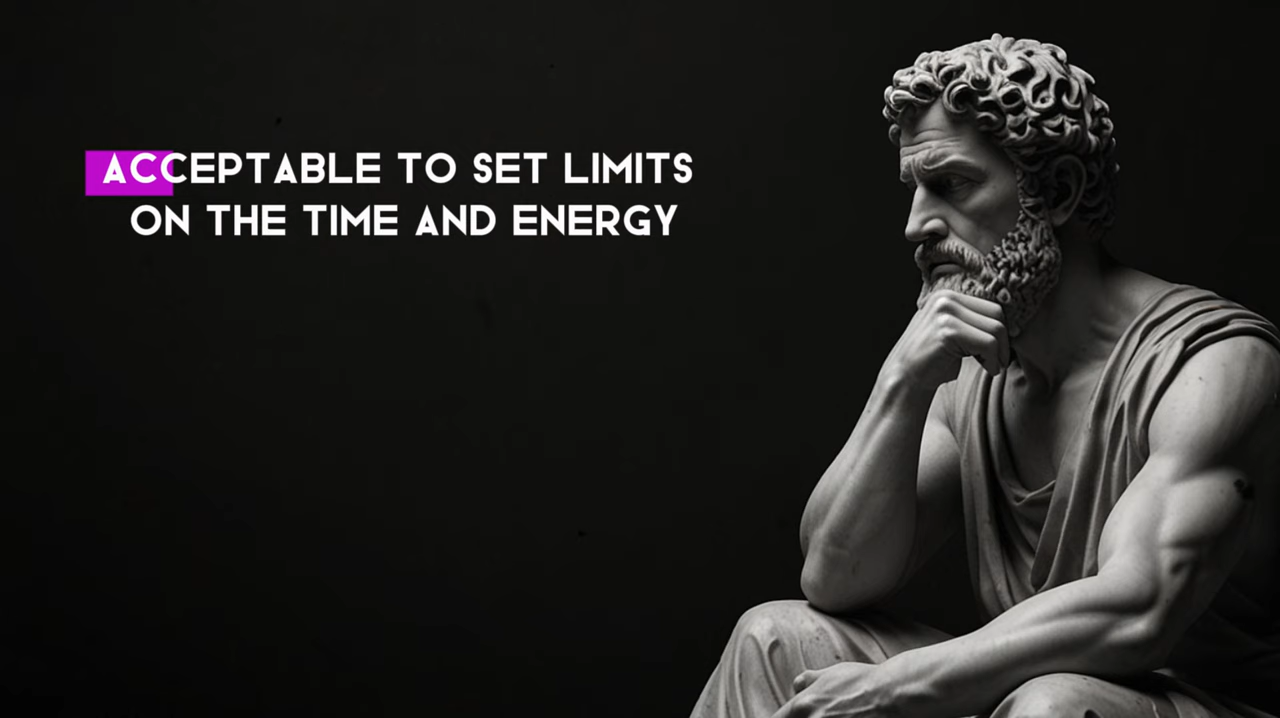 ACCEPTABLE TO SET LIMITS
ON THE TIME AND ENERGY